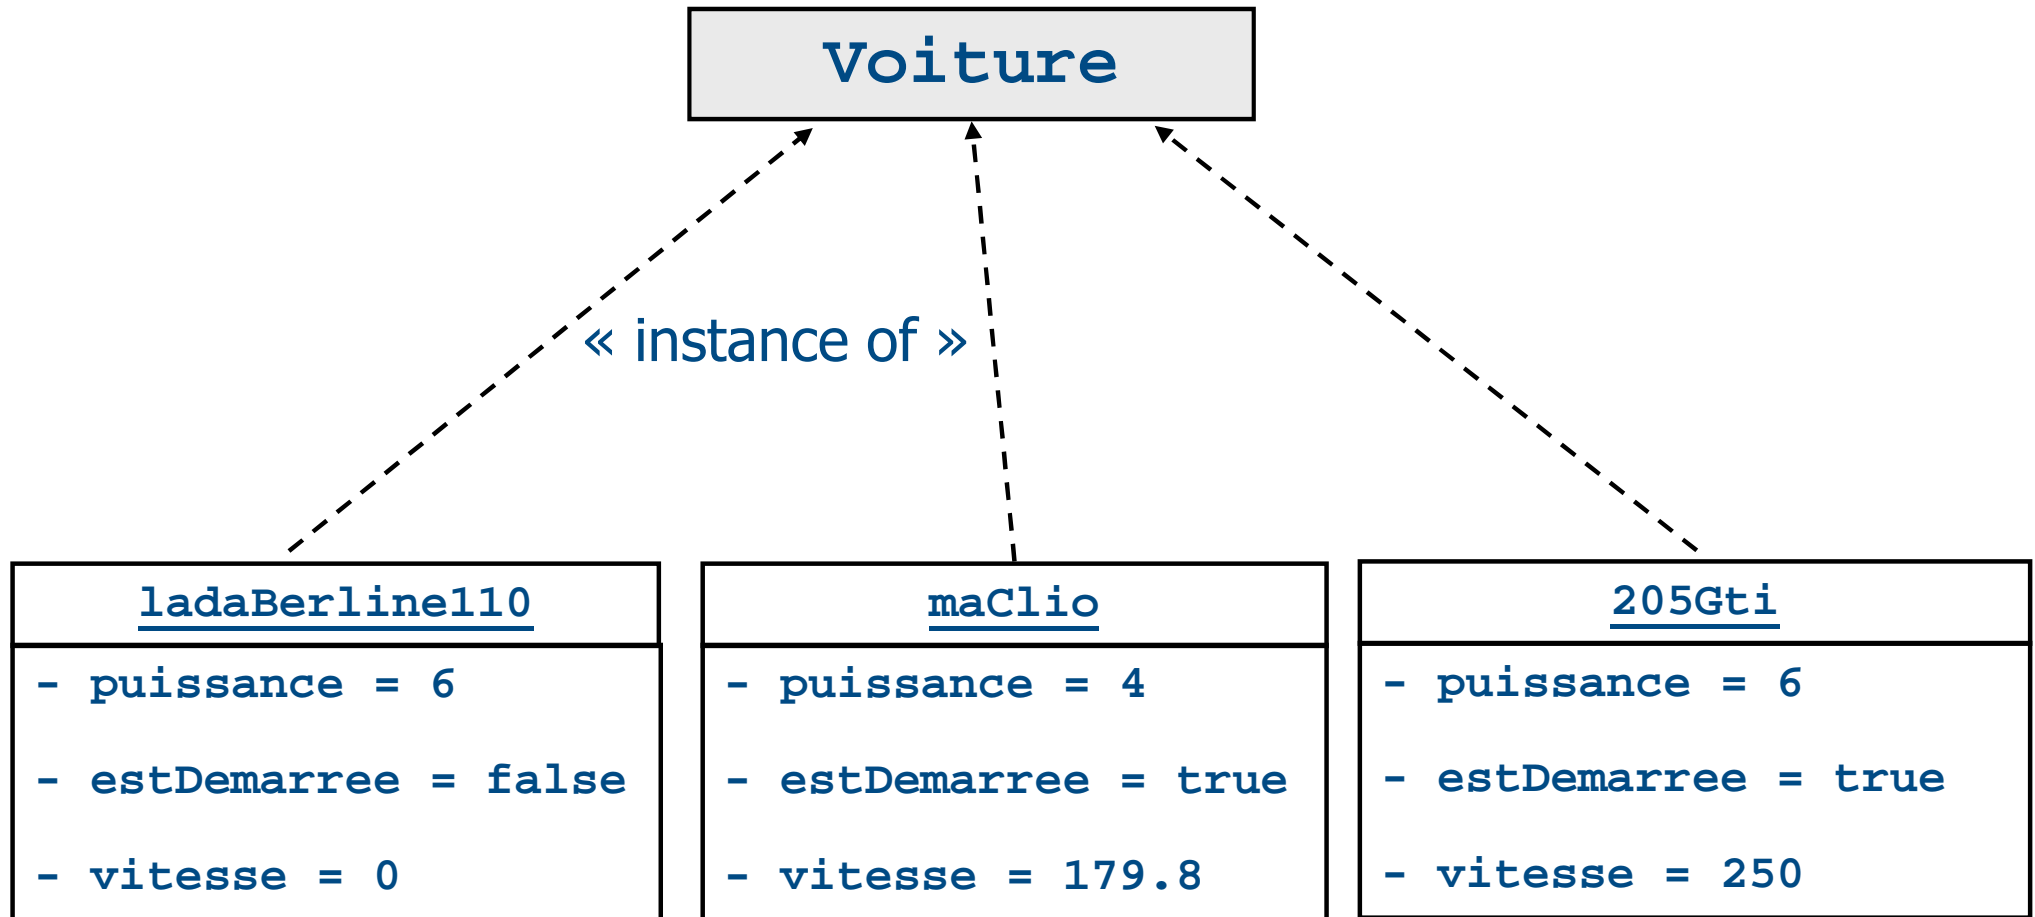 Voiture
« instance of »
ladaBerline110
- puissance = 6
- estDemarree = false
- vitesse = 0
maClio
- puissance = 4
- estDemarree = true
- vitesse = 179.8
205Gti
- puissance = 6
- estDemarree = true
- vitesse = 250